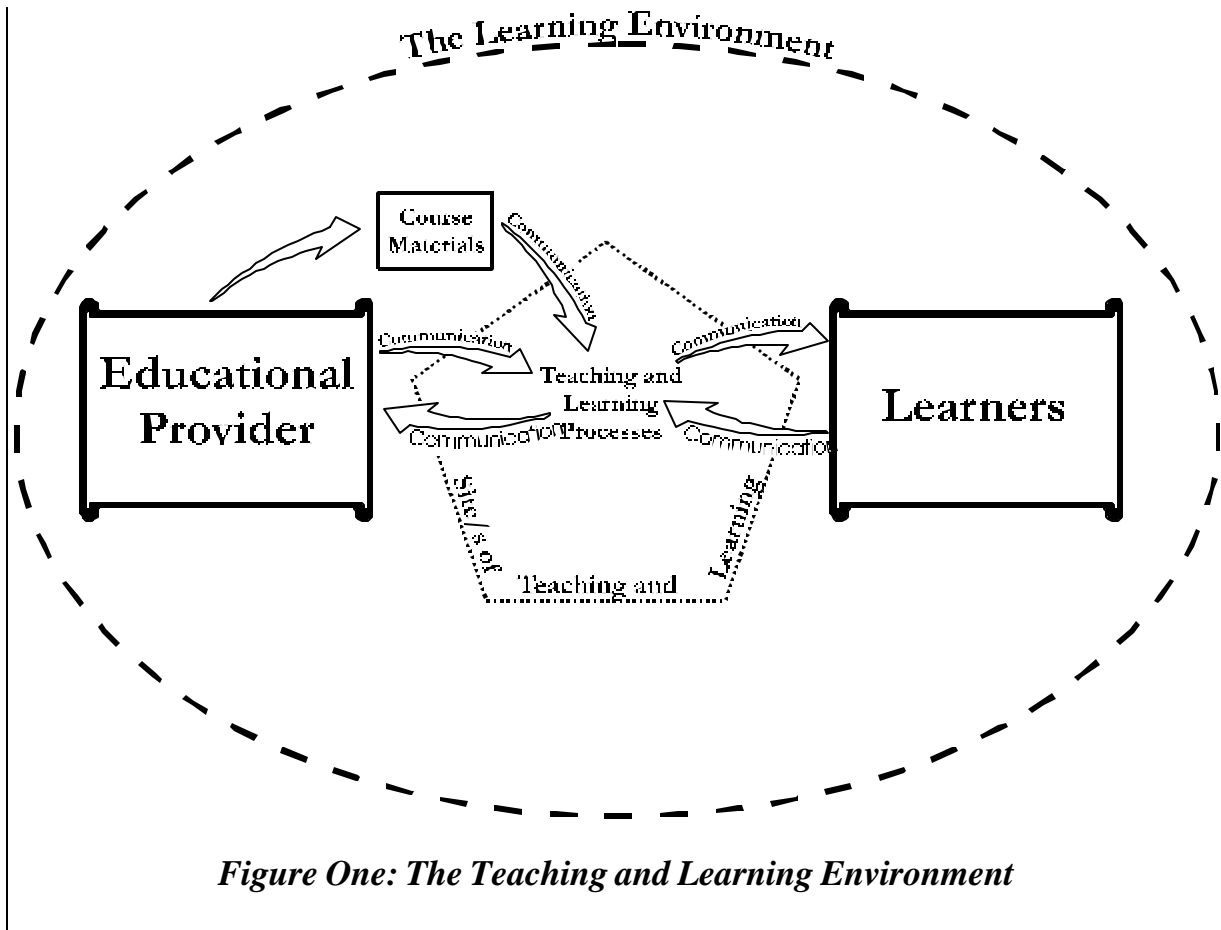 The Learning Environment
Course
Materials
Communication
Communication
Communication
Educational
Provider
Teaching and
Learning
Processes
Learners
Communication
Communication
Site/s of
Teaching and
Learning
Figure One: The Teaching and Learning Environment